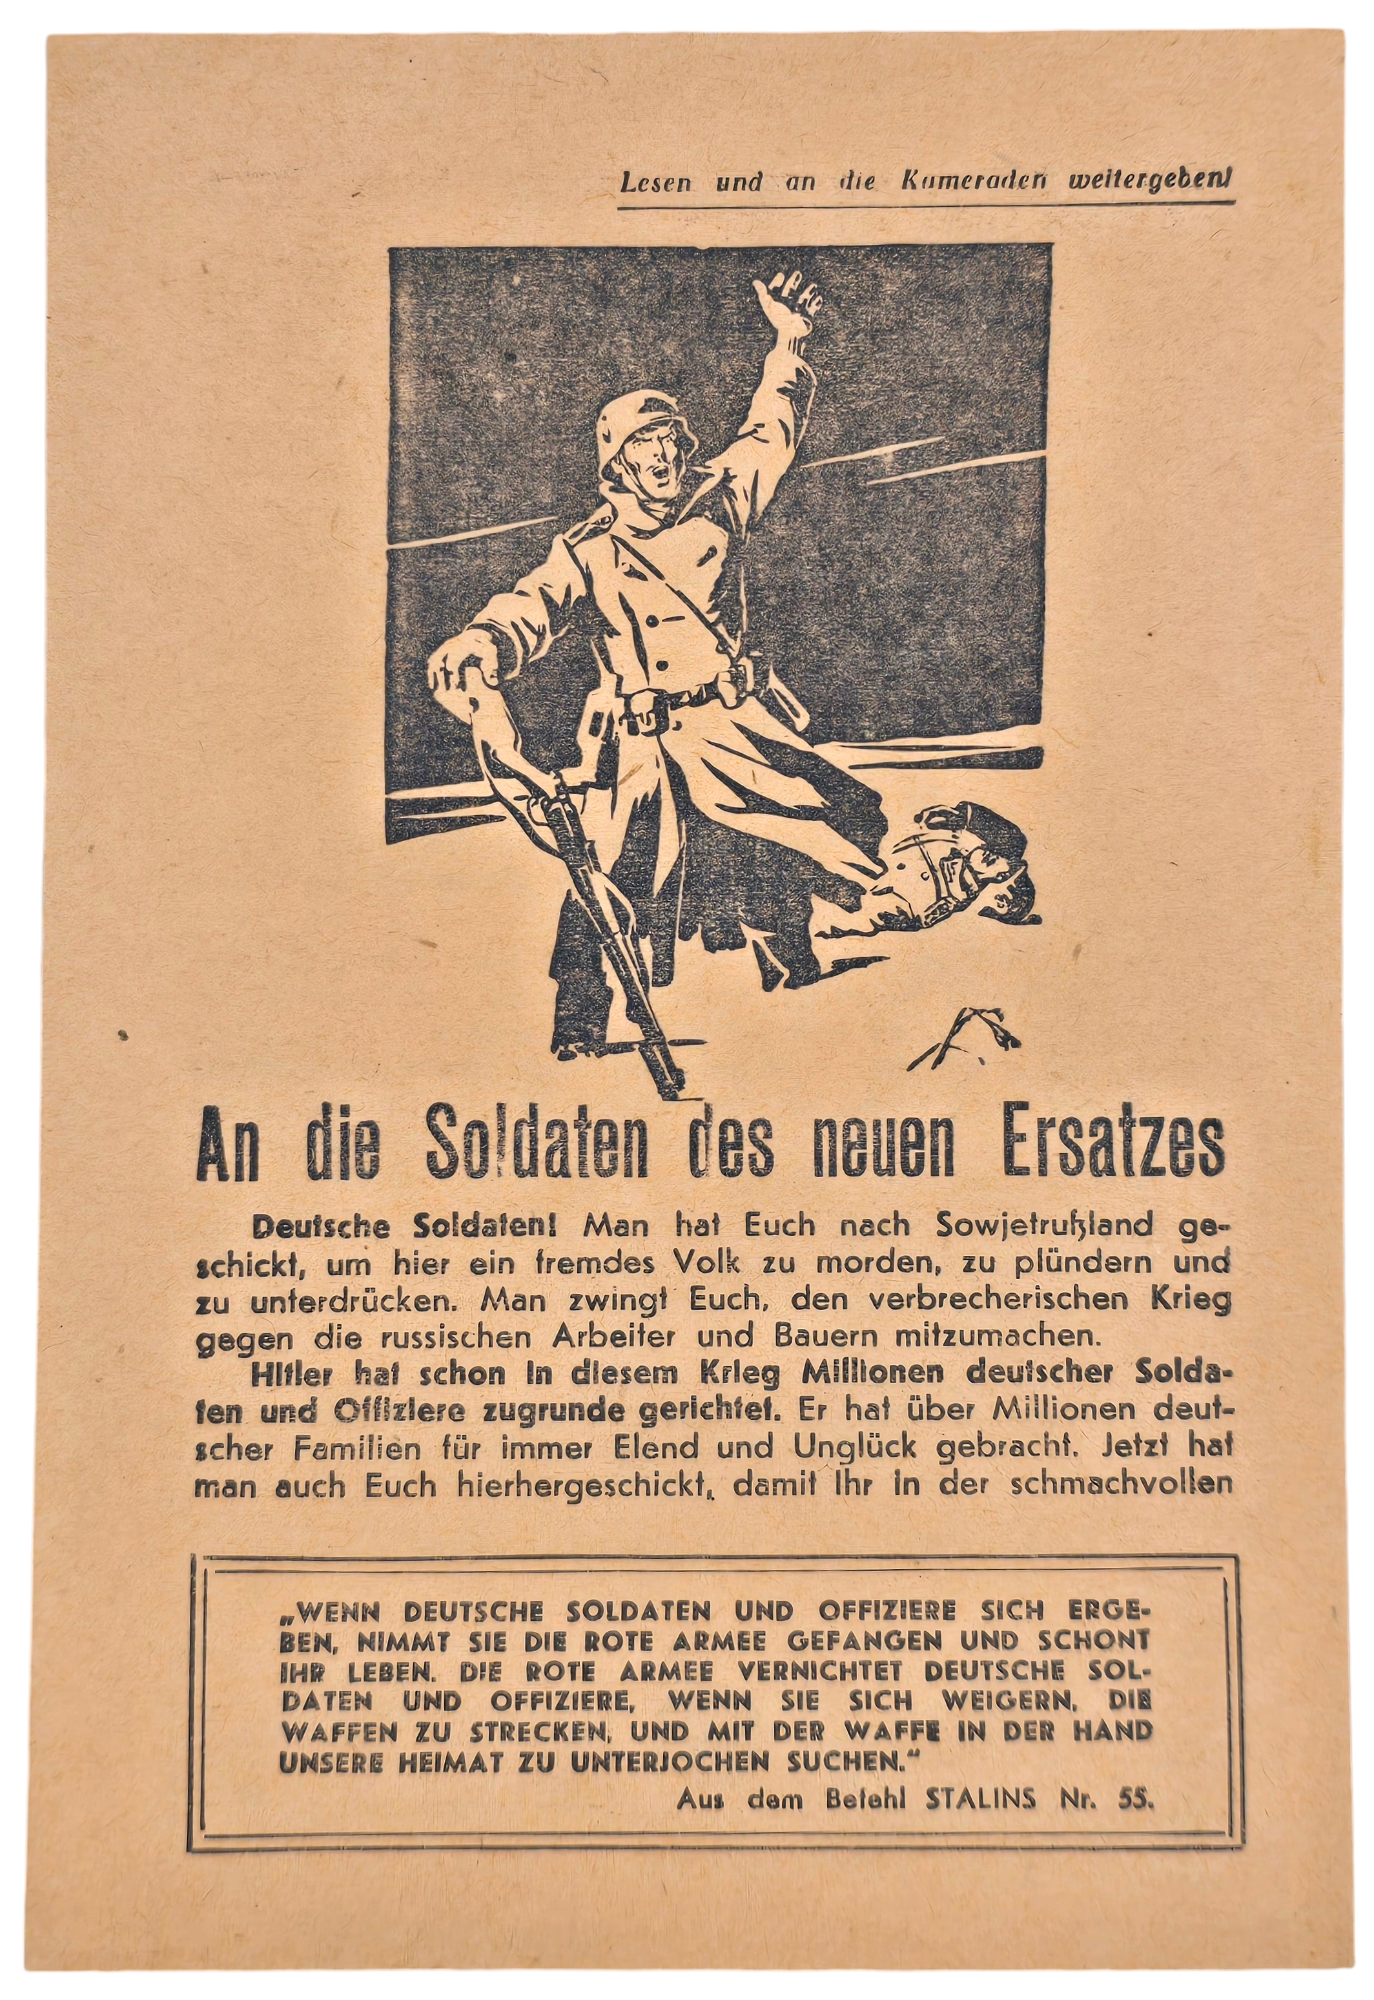 Lesen und an die Kameraden weitergeben!
An die Soldaten des neuen Ersatzes
Deutsche Soldaten! Man hat Euch nach Sowjetrußland ge-
schickt, um hier ein fremdes Volk zu morden, zu plündern und
zu unterdrücken. Man zwingt Euch, den verbrecherischen Krieg
gegen die russischen Arbeiter und Bauern mitzumachen.
Hitler hat schon in diesem Krieg Millionen deutscher Solda-
ten und Offiziere zugrunde gerichtet. Er hat über Millionen deut-
scher Familien für immer Elend und Unglück gebracht. Jetzt hat
man auch Euch hierhergeschickt, damit Ihr in der schmachvollen
„WENN DEUTSCHE SOLDATEN UND OFFIZIERE SICH ERGE-
BEN, NIMMT SIE DIE ROTE ARMEE GEFANGEN UND SCHONT
IHR LEBEN. DIE ROTE ARMEE VERNICHTET DEUTSCHE SOL-
DATEN UND OFFIZIERE, WENN SIE SICH WEIGERN, DIE
WAFFEN ZU STRECKEN, UND MIT DER WAFFE IN DER HAND
UNSERE HEIMAT ZU UNTERJOCHEN SUCHEN.“
Aus dem Befehl STALINS Nr. 55.